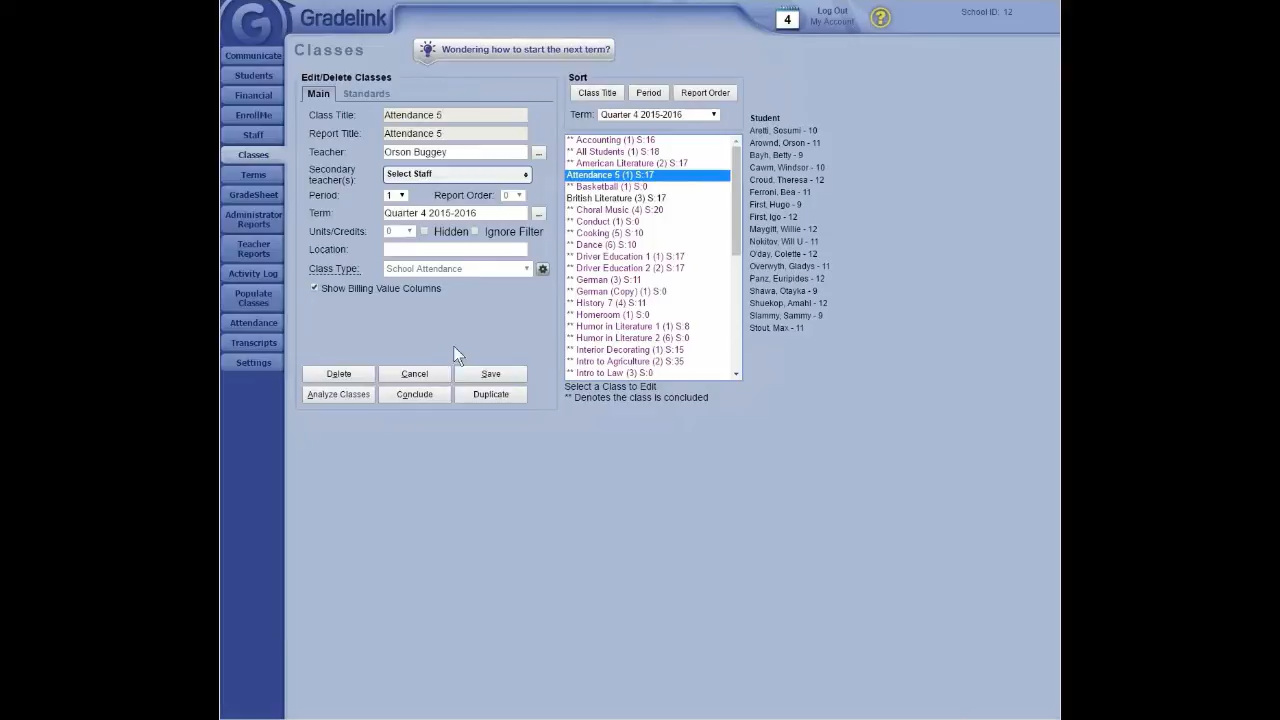 Gradelink
4
Log Out
My Account
?
School ID: 12
Communicate
Students
Financial
EnrollMe
Staff
Classes
Terms
GradeSheet
Administrator
Reports
Teacher
Reports
Activity Log
Populate
Classes
Attendance
Transcripts
Settings
Classes
Wondering how to start the next term?
Edit/Delete Classes
Main Standards
Class Title: Attendance 5
Report Title: Attendance 5
Teacher: Orson Buggey ...
Secondary
teacher(s): Select Staff
Period: 1 Report Order: 0
Term: Quarter 4 2015-2016 ...
Units/Credits: 0 Hidden Ignore Filter
Location:
Class Type: School Attendance
Show Billing Value Columns
Delete Cancel Save
Analyze Classes Conclude Duplicate
Sort
Class Title Period Report Order
Term: Quarter 4 2015-2016
** Accounting (1) S:16
** All Students (1) S:18
** American Literature (2) S:17
Attendance 5 (1) S:17
** Basketball (1) S:0
British Literature (3) S:17
** Choral Music (4) S:20
** Conduct (1) S:0
** Cooking (5) S:10
** Dance (6) S:10
** Driver Education 1 (1) S:17
** Driver Education 2 (2) S:17
** German (3) S:11
** German (Copy) (1) S:0
** History 7 (4) S:11
** Homeroom (1) S:0
** Humor in Literature 1 (1) S:8
** Humor in Literature 2 (6) S:0
** Interior Decorating (1) S:15
** Intro to Agriculture (2) S:35
** Intro to Law (3) S:0
Select a Class to Edit
** Denotes the class is concluded
Student
Aretti, Sosumi - 10
Arownd, Orson - 11
Bayh, Betty - 9
Cawm, Windsor - 10
Croud, Theresa - 12
Ferroni, Bea - 11
First, Hugo - 9
First, Igo - 12
Maygiff, Willie - 12
Nokitov, Will U - 11
O'day, Colette - 12
Overwyth, Gladys - 11
Panz, Euripides - 12
Shawa, Otayka - 9
Shuekop, Amahl - 12
Slammy, Sammy - 9
Stout, Max - 11